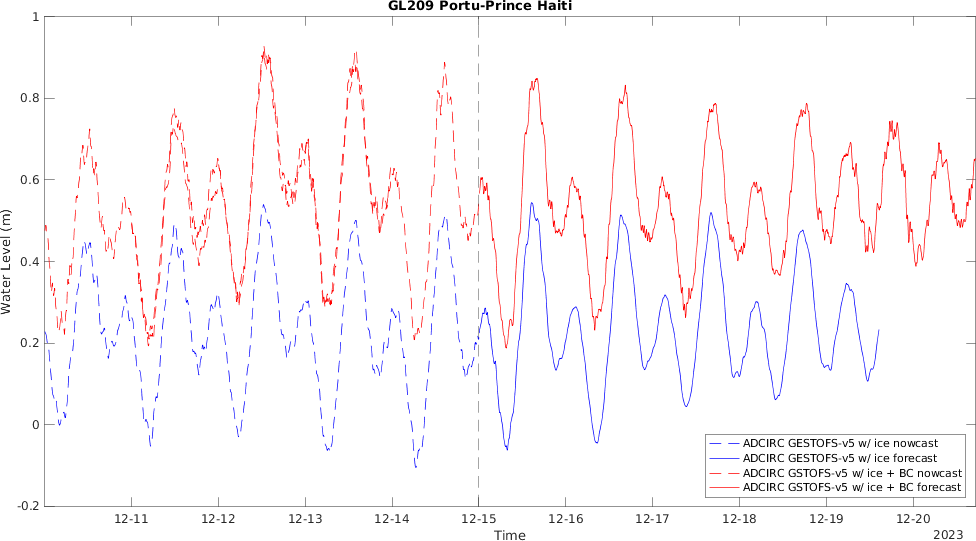 GL209 Portu-Prince Haiti
Water Level (m)
1
0.8
0.6
0.4
0.2
0
-0.2
12-11 12-12 12-13 12-14 12-15 12-16 12-17 12-18 12-19 12-20
Time
2023
ADCIRC GESTOFS-v5 w/ ice nowcast
ADCIRC GESTOFS-v5 w/ ice forecast
ADCIRC GSTOFS-v5 w/ ice + BC nowcast
ADCIRC GSTOFS-v5 w/ ice + BC forecast